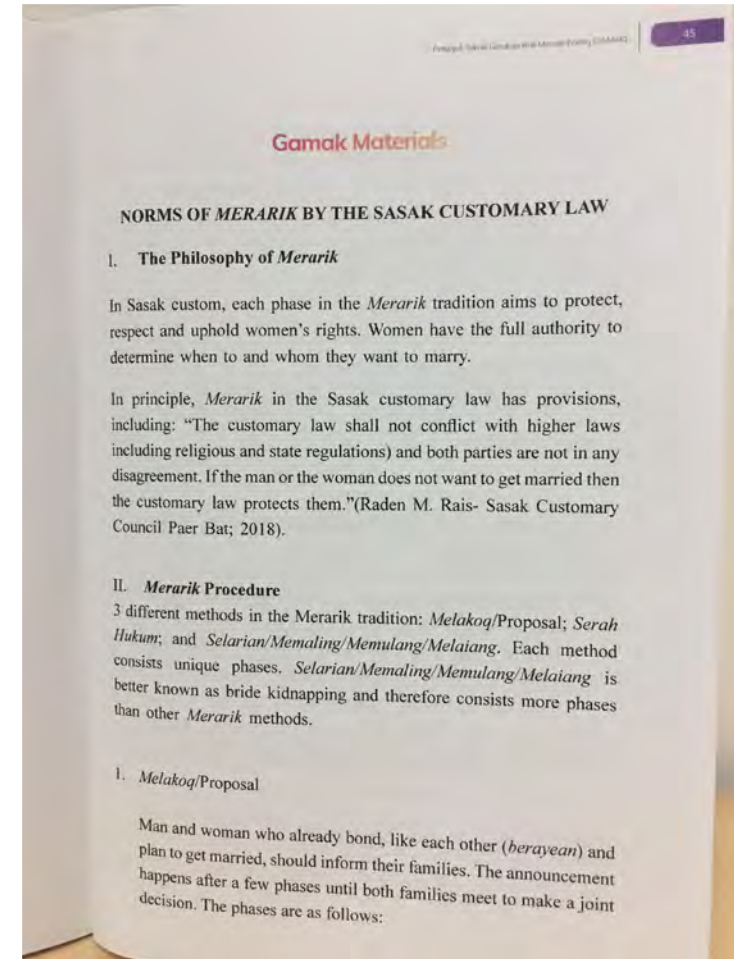 45
Gamak Materials
NORMS OF MERARIK BY THE SASAK CUSTOMARY LAW
I. The Philosophy of Merarik
In Sasak custom, each phase in the Merarik tradition aims to protect,
respect and uphold women's rights. Women have the full authority to
determine when to and whom they want to marry.
In principle, Merarik in the Sasak customary law has provisions,
including: “The customary law shall not conflict with higher laws
including religious and state regulations) and both parties are not in any
disagreement. If the man or the woman does not want to get married then
the customary law protects them.”(Raden M. Rais- Sasak Customary
Council Paer Bat; 2018).
II. Merarik Procedure
3 different methods in the Merarik tradition: Melakoq/Proposal; Serah
Hukum; and Selarian/Memaling/Memulang/Melaiang. Each method
consists unique phases. Selarian/Memaling/Memulang/Melaiang is
better known as bride kidnapping and therefore consists more phases
than other Merarik methods.
1. Melakoq/Proposal
Man and woman who already bond, like each other (berayean) and
plan to get married, should inform their families. The announcement
happens after a few phases until both families meet to make a joint
decision. The phases are as follows: